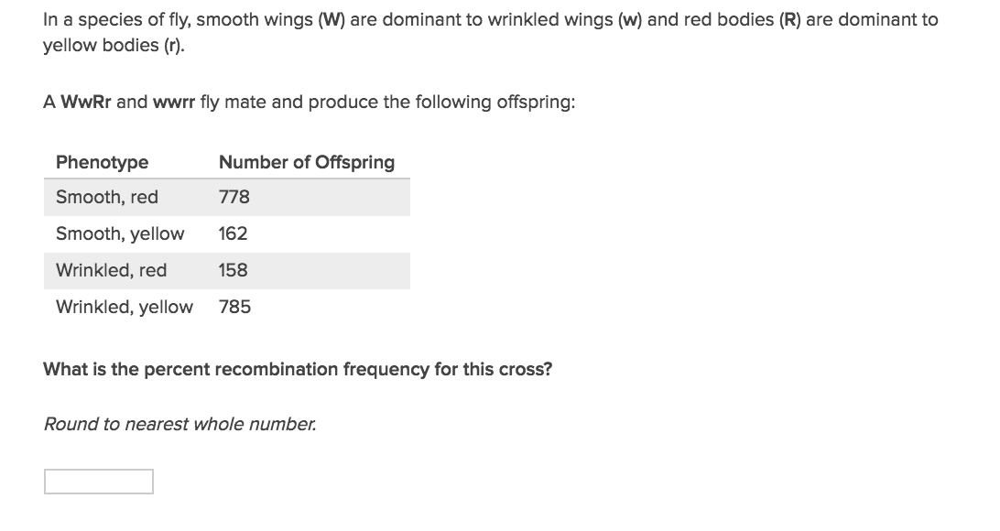 In a species of fly, smooth wings (W) are dominant to wrinkled wings (w) and red bodies (R) are dominant to
yellow bodies (r).
A WwRr and wwrr fly mate and produce the following offspring:
Phenotype Number of Offspring
Smooth, red 778
Smooth, yellow 162
Wrinkled, red 158
Wrinkled, yellow 785
What is the percent recombination frequency for this cross?
Round to nearest whole number.